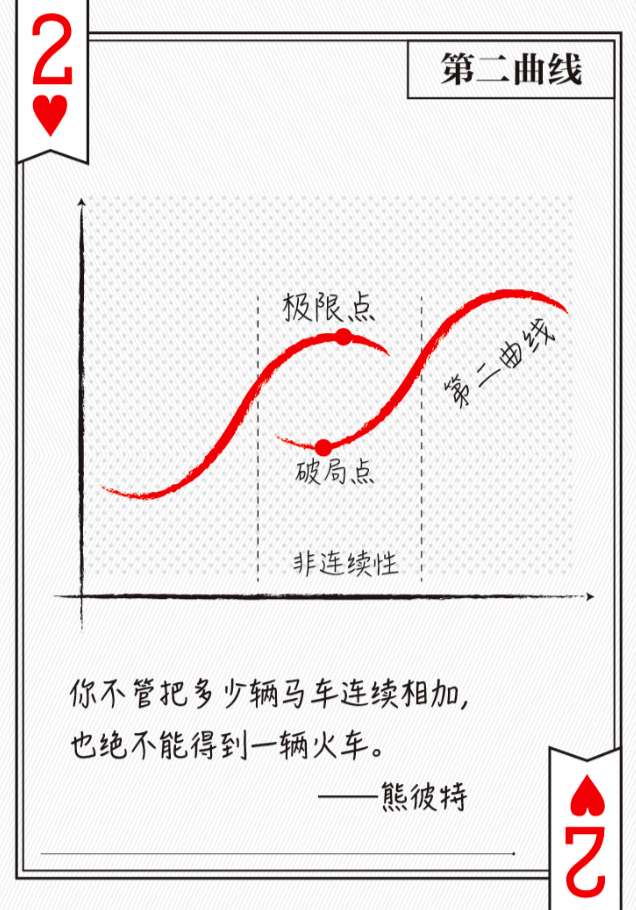 2
第二曲线
极限点
第二曲线
破局点
非连续性
你不管把多少辆马车连续相加,
也绝不能得到一辆火车。
——熊彼特
2